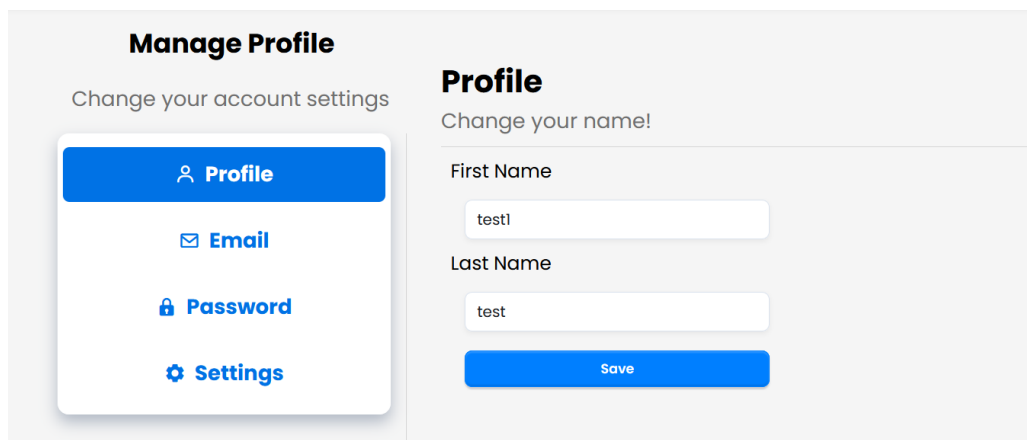 Manage Profile
Change your account settings
Profile
Email
Password
Settings
Profile
Change your name!
First Name
test1
Last Name
test
Save